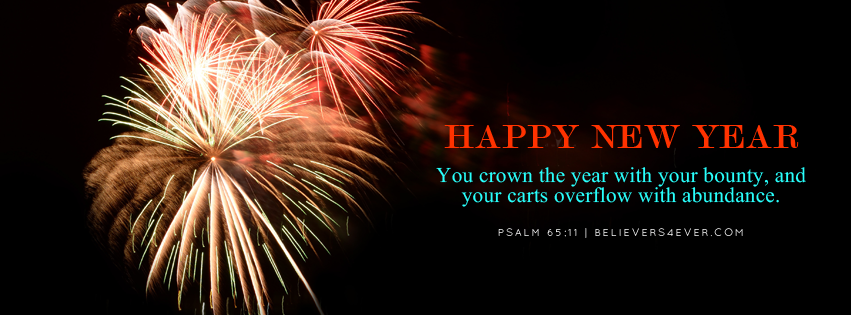 HAPPY NEW YEAR
You crown the year with your bounty, and
your carts overflow with abundance.
PSALM 65:11 | BELIEVERS4EVER.COM